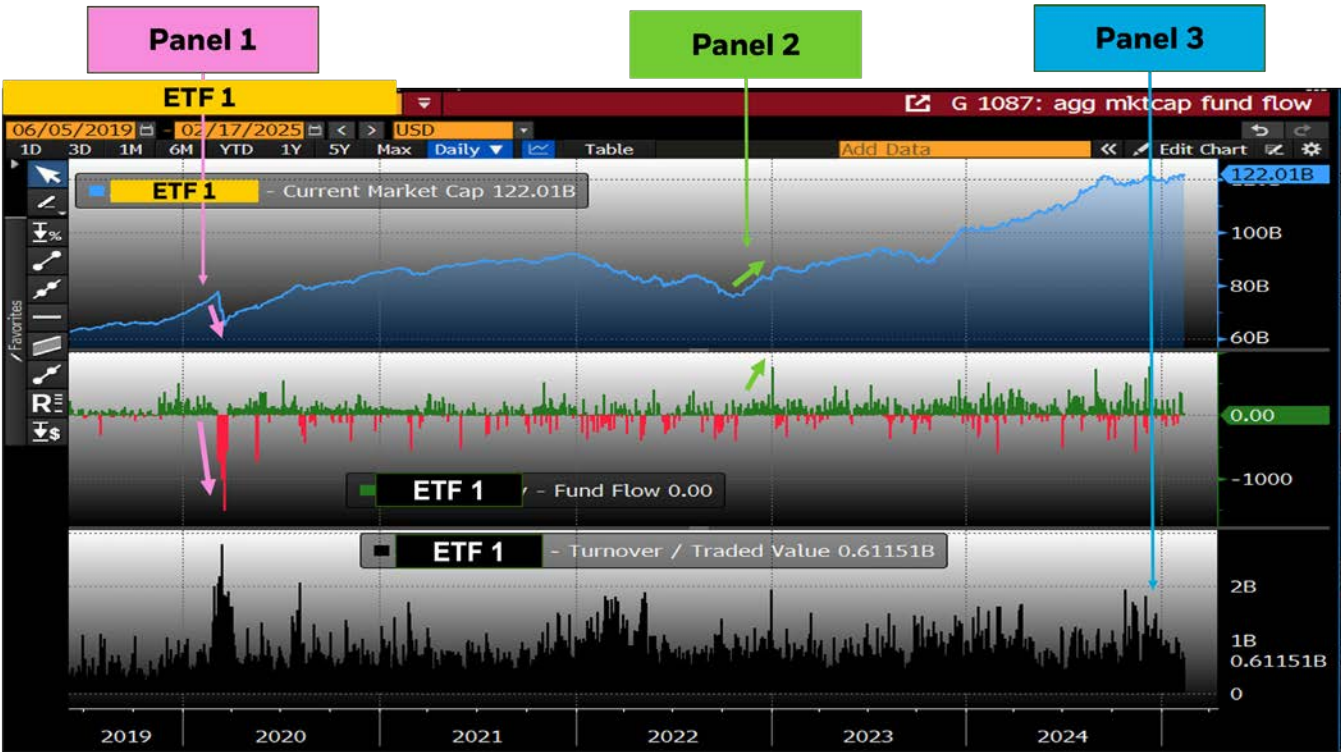 Panel 1
Panel 2
Panel 3
ETF 1
G 1087: agg mktcap fund flow
06/05/2019 - 02/17/2025 < > USD
1D 3D 1M 6M YTD 1Y 5Y Max Daily ▼ Table Add Data « Edit Chart
ETF 1 - Current Market Cap 122.01B
122.01B
100B
80B
60B
Favorites
R
ETF 1 - Fund Flow 0.00
0.00
-1000
ETF 1 - Turnover / Traded Value 0.61151B
2B
1B
0.61151B
0
2019 2020 2021 2022 2023 2024